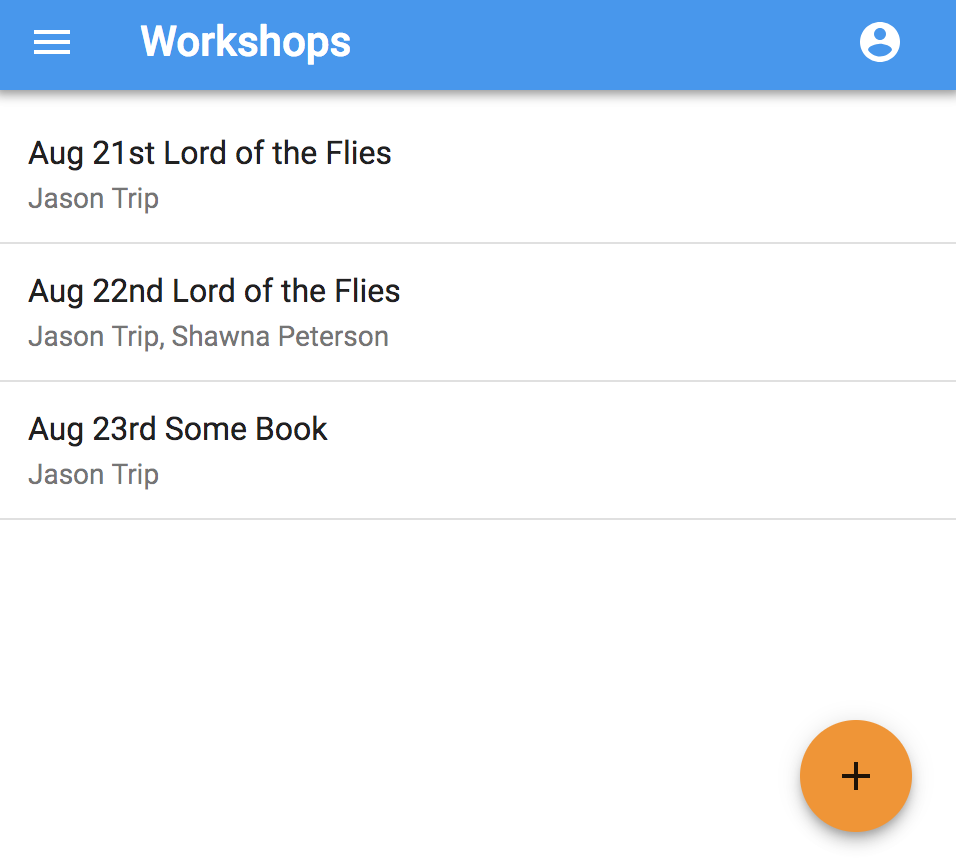 Workshops
Aug 21st Lord of the Flies
Jason Trip
Aug 22nd Lord of the Flies
Jason Trip, Shawna Peterson
Aug 23rd Some Book
Jason Trip